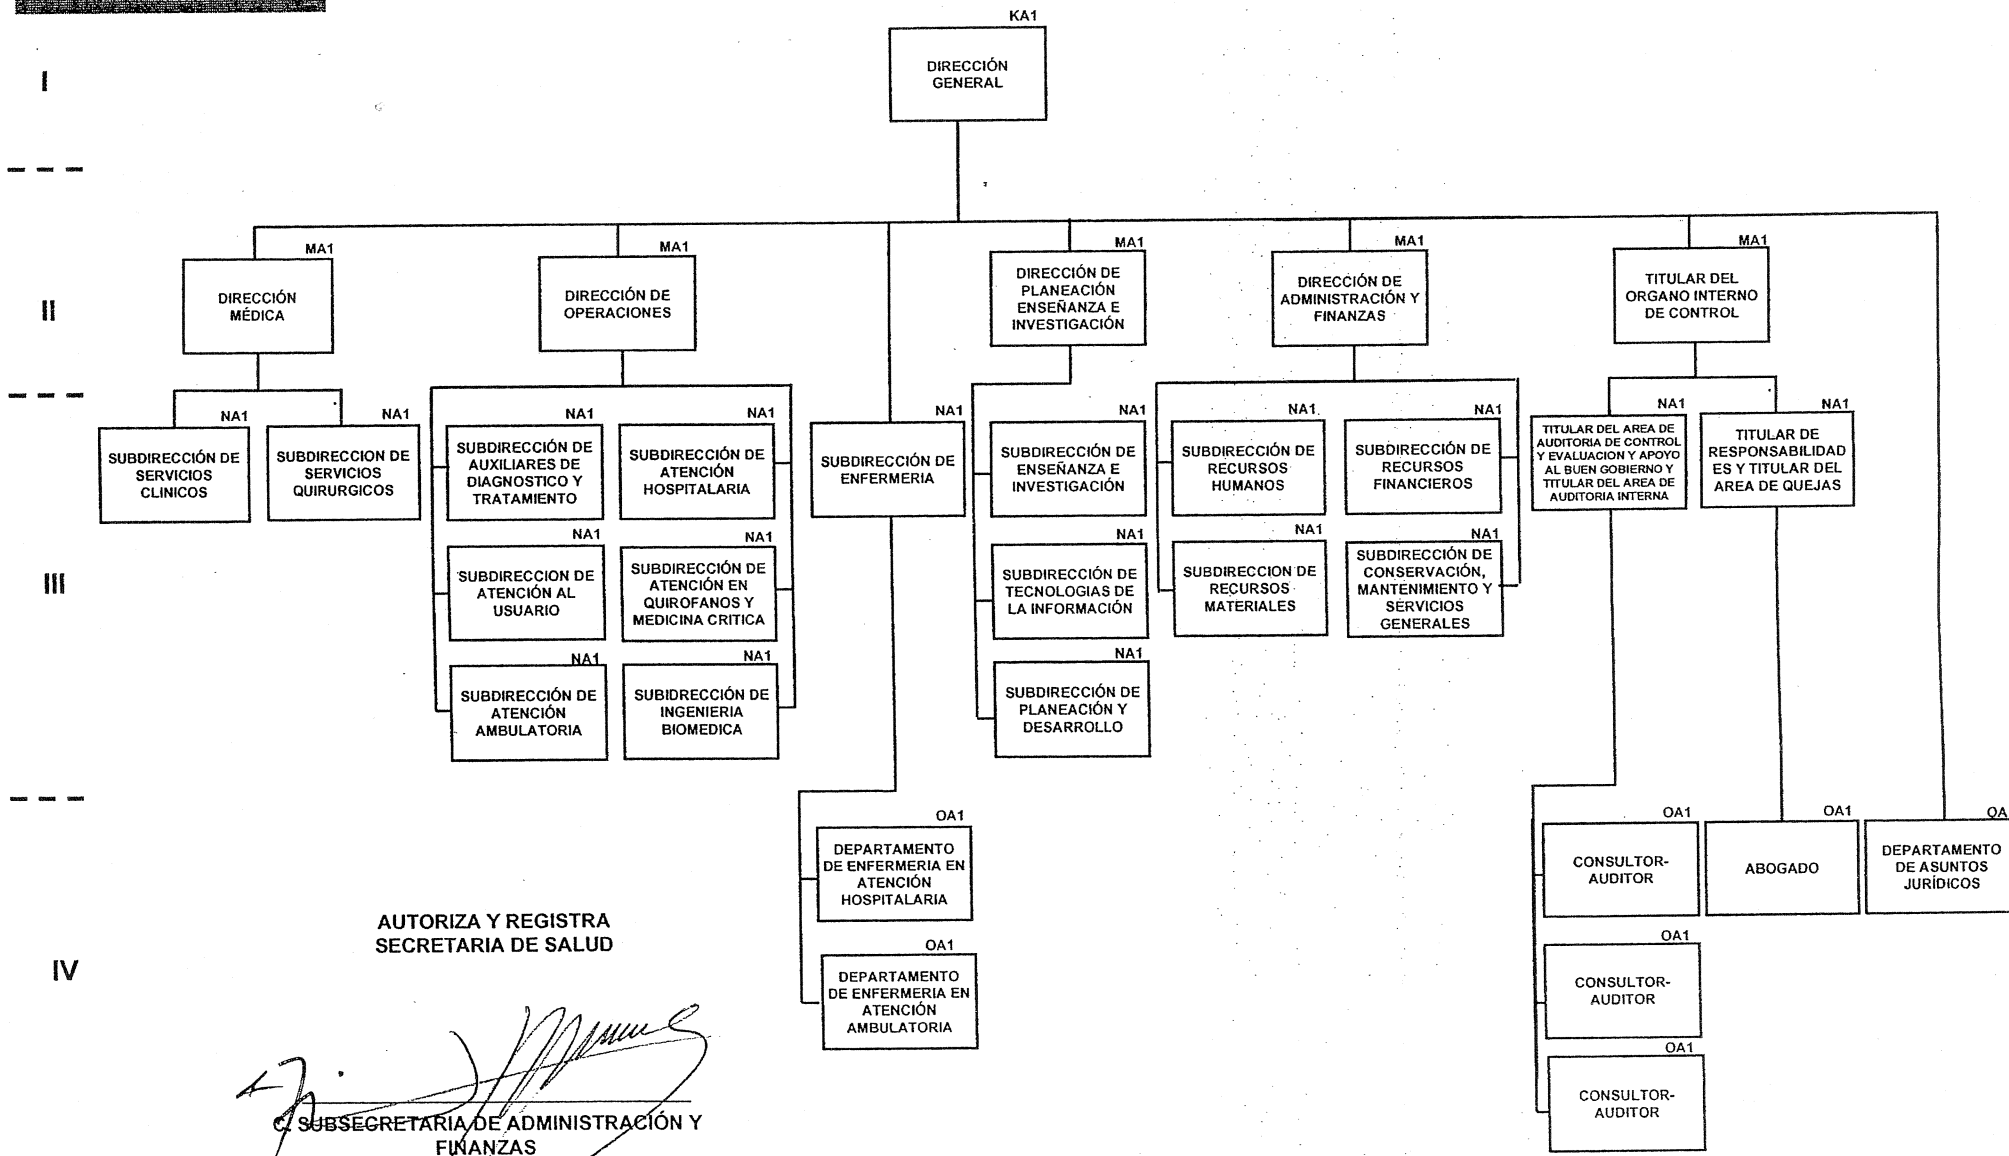 KA1
DIRECCIÓN
GENERAL
I
MA1
DIRECCIÓN
MÉDICA
MA1
DIRECCIÓN DE
OPERACIONES
MA1
DIRECCIÓN DE
PLANEACIÓN
ENSEÑANZA E
INVESTIGACIÓN
MA1
DIRECCIÓN DE
ADMINISTRACIÓN Y
FINANZAS
MA1
TITULAR DEL
ORGANO INTERNO
DE CONTROL
II
NA1
SUBDIRECCIÓN DE
SERVICIOS
CLINICOS
NA1
SUBDIRECCION DE
SERVICIOS
QUIRURGICOS
NA1
SUBDIRECCIÓN DE
AUXILIARES DE
DIAGNOSTICO Y
TRATAMIENTO
NA1
SUBDIRECCIÓN DE
ATENCIÓN
HOSPITALARIA
NA1
SUBDIRECCIÓN DE
ENFERMERIA
NA1
SUBDIRECCIÓN DE
ENSEÑANZA E
INVESTIGACIÓN
NA1
SUBDIRECCIÓN DE
RECURSOS
HUMANOS
NA1
SUBDIRECCIÓN DE
RECURSOS
FINANCIEROS
NA1
TITULAR DEL AREA DE
AUDITORIA DE CONTROL
Y EVALUACION Y APOYO
AL BUEN GOBIERNO Y
TITULAR DEL AREA DE
AUDITORIA INTERNA
NA1
TITULAR DE
RESPONSABILIDAD
ES Y TITULAR DEL
AREA DE QUEJAS
III
NA1
SUBDIRECCION DE
ATENCIÓN AL
USUARIO
NA1
SUBDIRECCIÓN DE
ATENCIÓN EN
QUIROFANOS Y
MEDICINA CRITICA
NA1
SUBDIRECCIÓN DE
TECNOLOGIAS DE
LA INFORMACIÓN
NA1
SUBDIRECCION DE
RECURSOS
MATERIALES
NA1
SUBDIRECCIÓN DE
CONSERVACIÓN,
MANTENIMIENTO Y
SERVICIOS
GENERALES
NA1
SUBDIRECCIÓN DE
ATENCIÓN
AMBULATORIA
NA1
SUBIDRECCIÓN DE
INGENIERIA
BIOMEDICA
NA1
SUBDIRECCIÓN DE
PLANEACIÓN Y
DESARROLLO
IV
OA1
DEPARTAMENTO
DE ENFERMERIA EN
ATENCIÓN
HOSPITALARIA
OA1
CONSULTOR-
AUDITOR
OA1
ABOGADO
OA
DEPARTAMENTO
DE ASUNTOS
JURÍDICOS
OA1
DEPARTAMENTO
DE ENFERMERIA EN
ATENCIÓN
AMBULATORIA
OA1
CONSULTOR-
AUDITOR
OA1
CONSULTOR-
AUDITOR
AUTORIZA Y REGISTRA
SECRETARIA DE SALUD
C. SUBSECRETARIA DE ADMINISTRACIÓN Y
FINANZAS